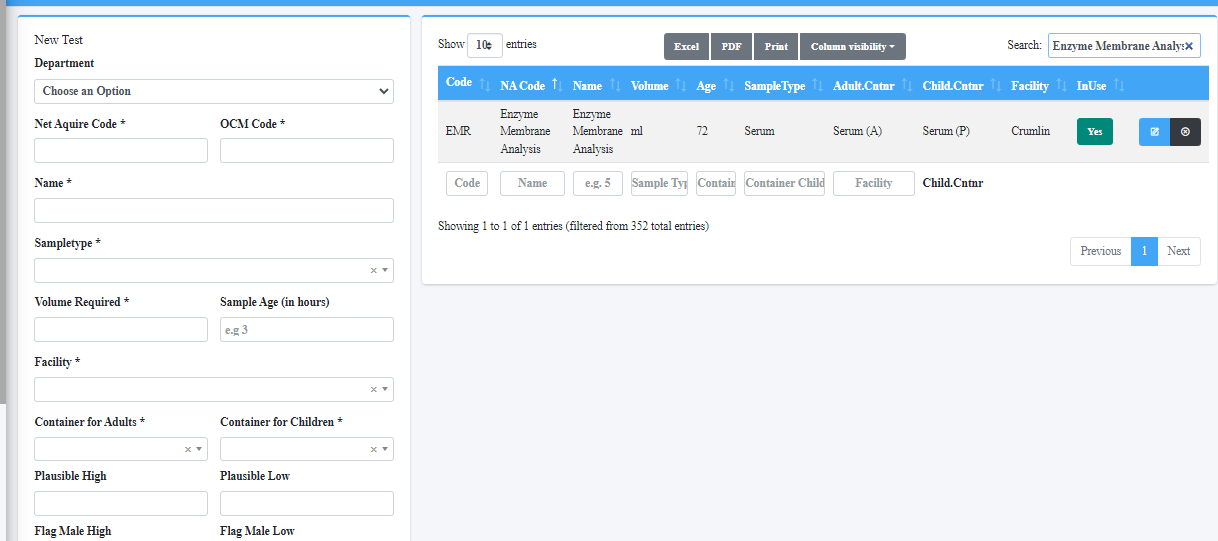 New Test
Department
Choose an Option
Net Aquire Code *
OCM Code *
Name *
Sampletype *
Volume Required *
Sample Age (in hours)
e.g 3
Facility *
Container for Adults *
Container for Children *
Plausible High
Plausible Low
Flag Male High
Flag Male Low
Show 10 entries
Excel PDF Print Column visibility
Search: Enzyme Membrane Analys
Code NA Code Name Volume Age SampleType Adult.Cntnr Child.Cntnr Facility InUse
EMR
Enzyme
Membrane
Analysis
Enzyme
Membrane
Analysis
ml
72
Serum
Serum (A)
Serum (P)
Crumlin
Yes
Code Name e.g. 5 Sample Typ Contain Container Child Facility Child.Cntnr
Showing 1 to 1 of 1 entries (filtered from 352 total entries)
Previous 1 Next